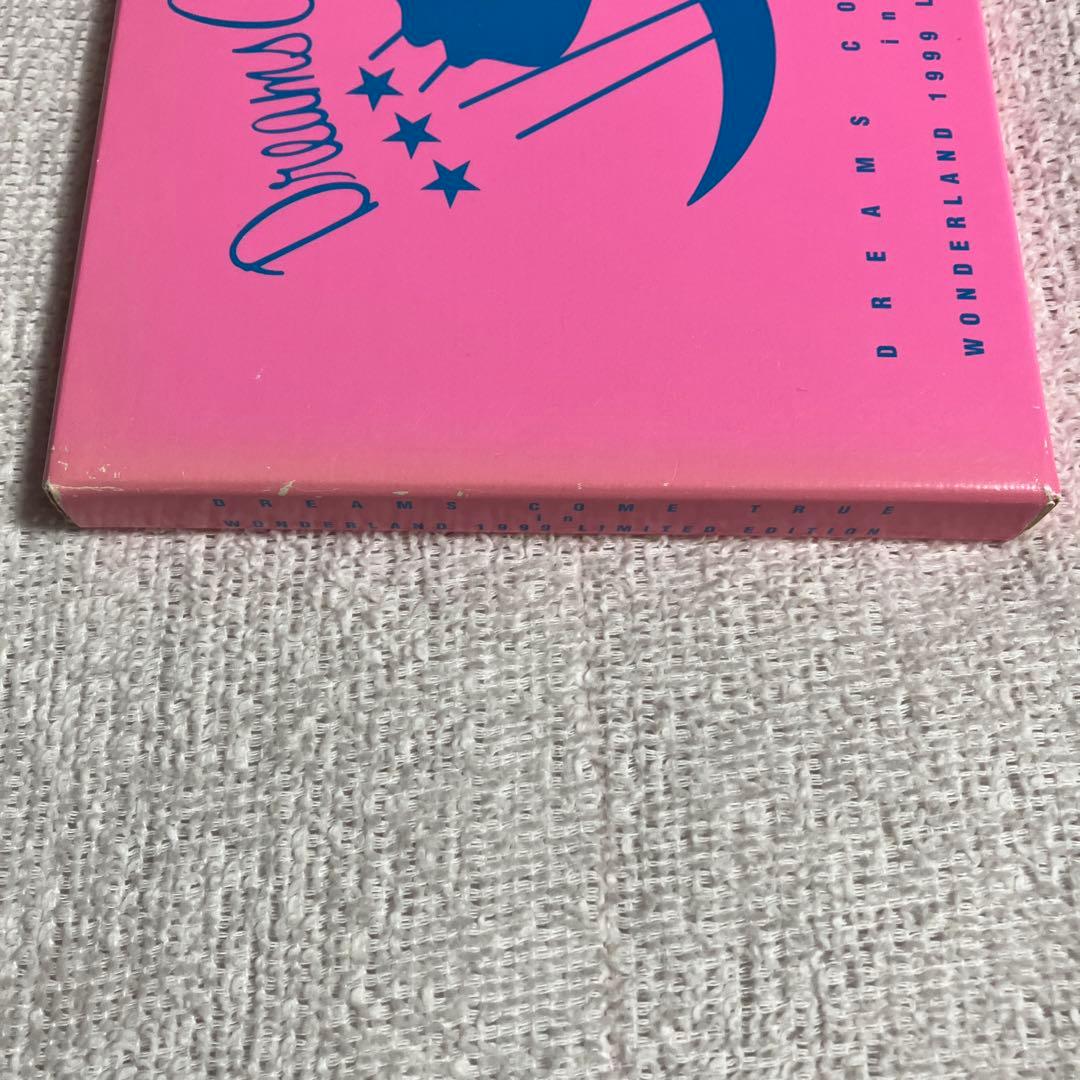 Dreams
DREAMS CO
in
WONDERLAND 1999 L
DREAMS COME TRUE
in
WONDERLAND 1999 LIMITED EDITION